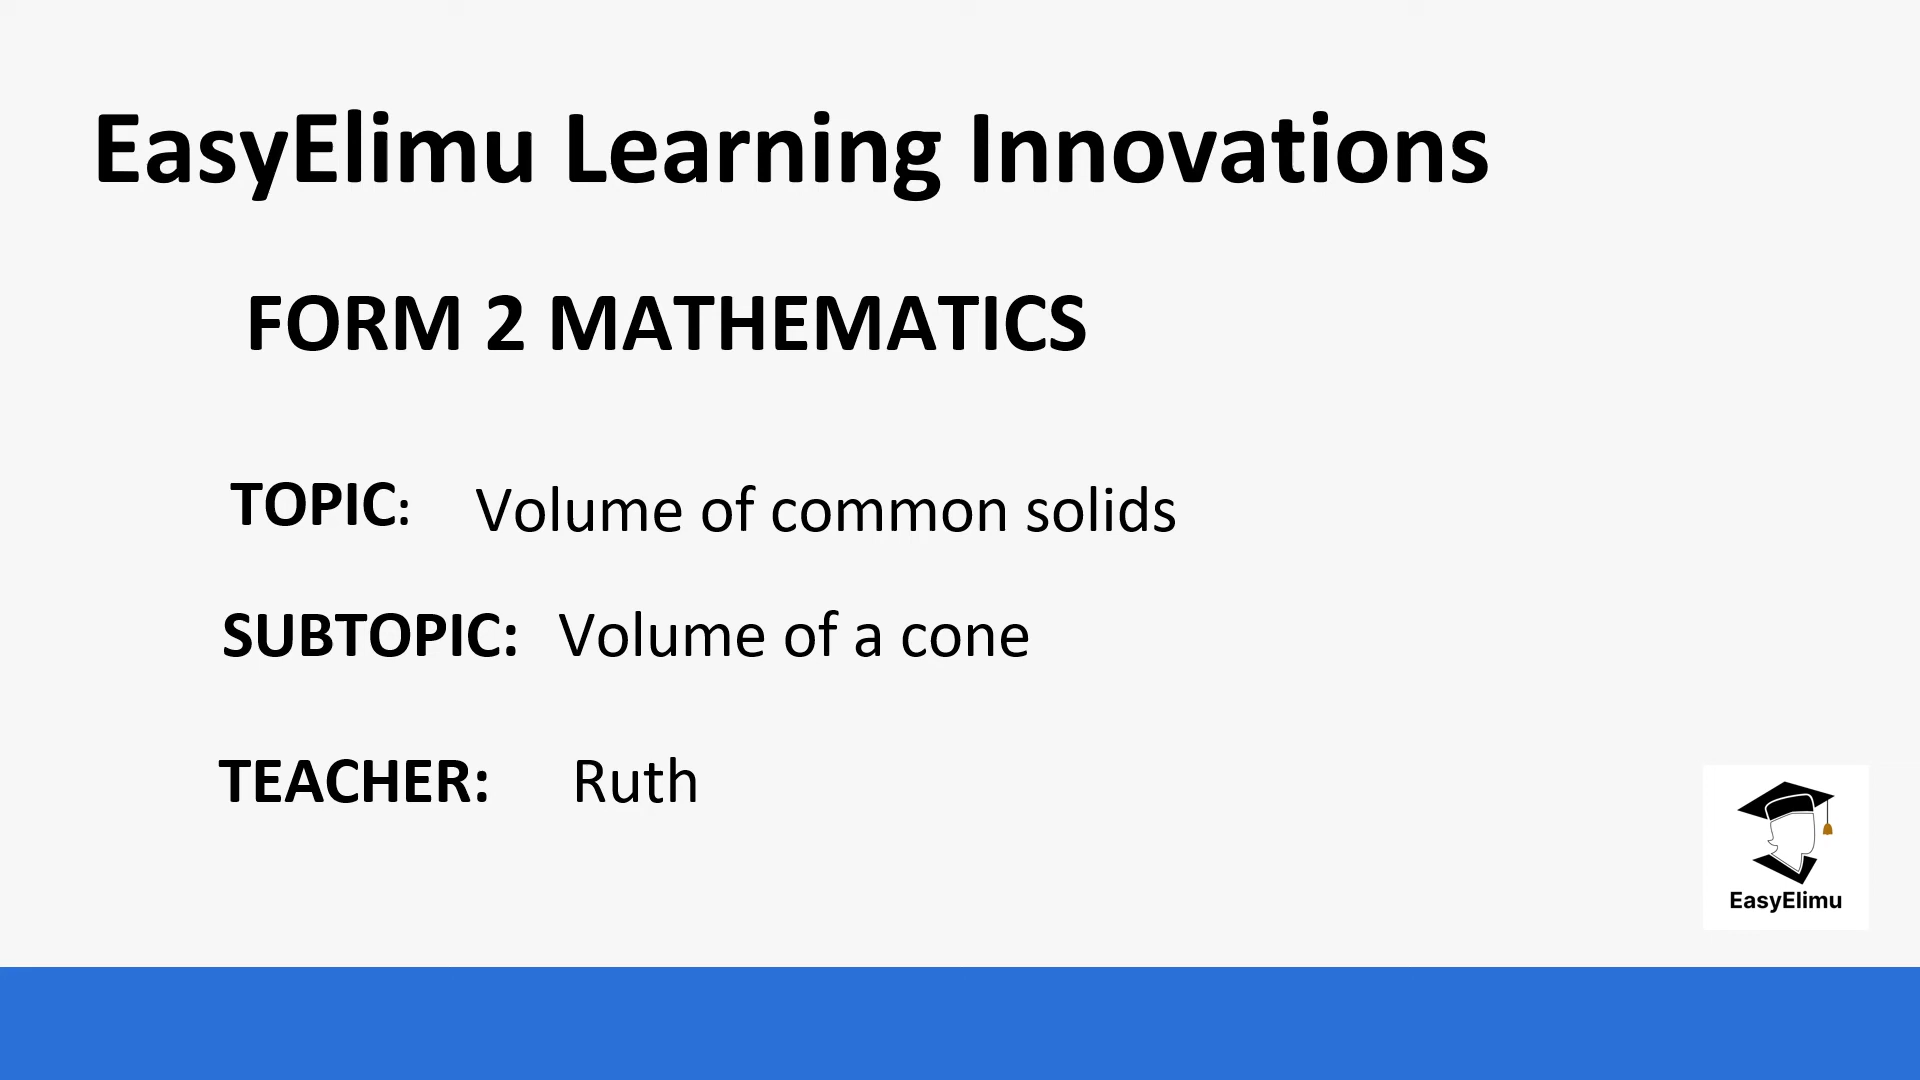 EasyElimu Learning Innovations
FORM 2 MATHEMATICS
TOPIC: Volume of common solids
SUBTOPIC: Volume of a cone
TEACHER: Ruth
EasyElimu